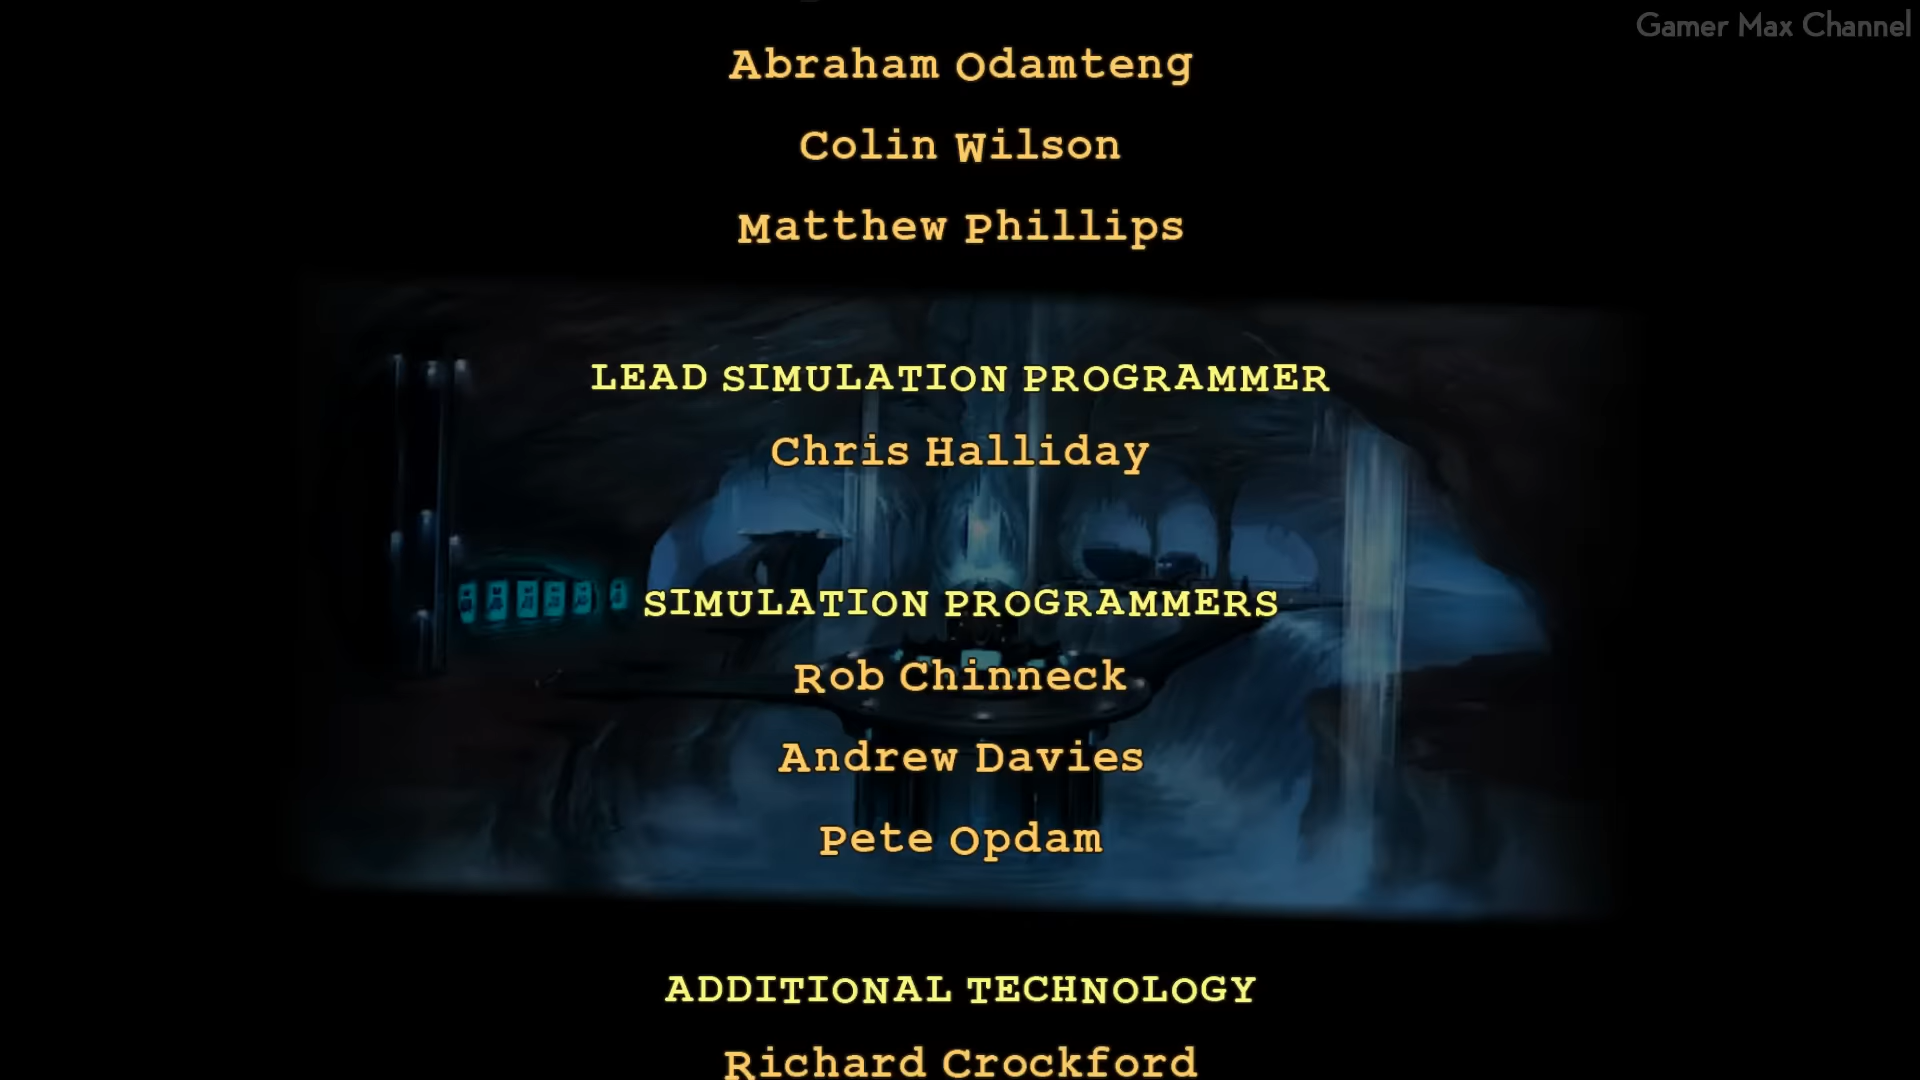 Gamer Max Channel
Abraham Odamteng
Colin Wilson
Matthew Phillips
LEAD SIMULATION PROGRAMMER
Chris Halliday
SIMULATION PROGRAMMERS
Rob Chinneck
Andrew Davies
Pete Opdam
ADDITIONAL TECHNOLOGY
Richard Crockford